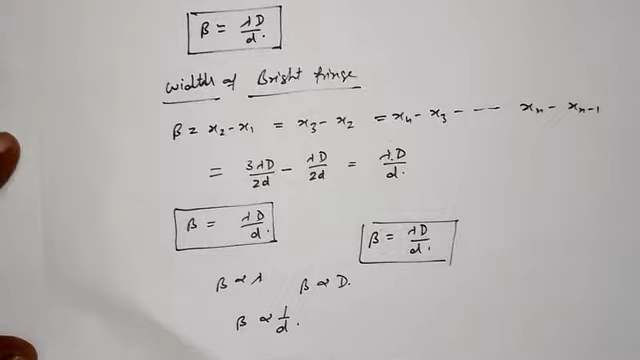 β = λD/d.
Width of Bright fringe
β = x₂ - x₁ = x₃ - x₂ = x₄ - x₃ - --- xₙ - xₙ₋₁
= 3λD/2d - λD/2d = λD/d.
β = λD/d. β = λD/d.
β ∝ λ β ∝ D.
β ∝ 1/d.